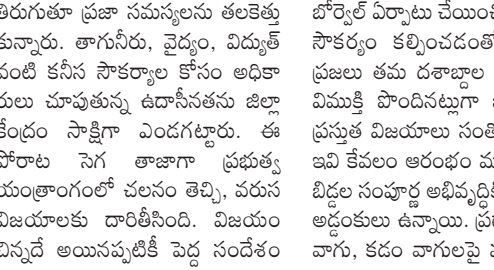 తిరుగుతూ ప్రజా సమస్యలను తలకెత్తు
కున్నారు. తాగునీరు, వైద్యం, విద్యుత్
వంటి కనీస సౌకర్యాల కోసం అధికా
రులు చూపుతున్న ఉదాసీనతను జిల్లా
కేంద్రం సాక్షిగా ఎండగట్టారు. ఈ
పోరాట సెగ తాజాగా ప్రభుత్వ
యంత్రాంగంలో చలనం తెచ్చి, వరుస
విజయాలకు దారితీసింది. విజయం
చిన్నదే అయినప్పటికీ పెద్ద సందేశం
బోర్వెల్ ఏర్పాటు
సౌకర్యం కల్పించడంతో
ప్రజలు తమ దశాబ్దాల
విముక్తి పొందినట్లుగా
ప్రస్తుత విజయాలు
ఇవి కేవలం ఆరంభం
బిడ్డల సంపూర్ణ
అడ్డంకులు ఉన్నాయి.
వాగు, కడం వాగులపై